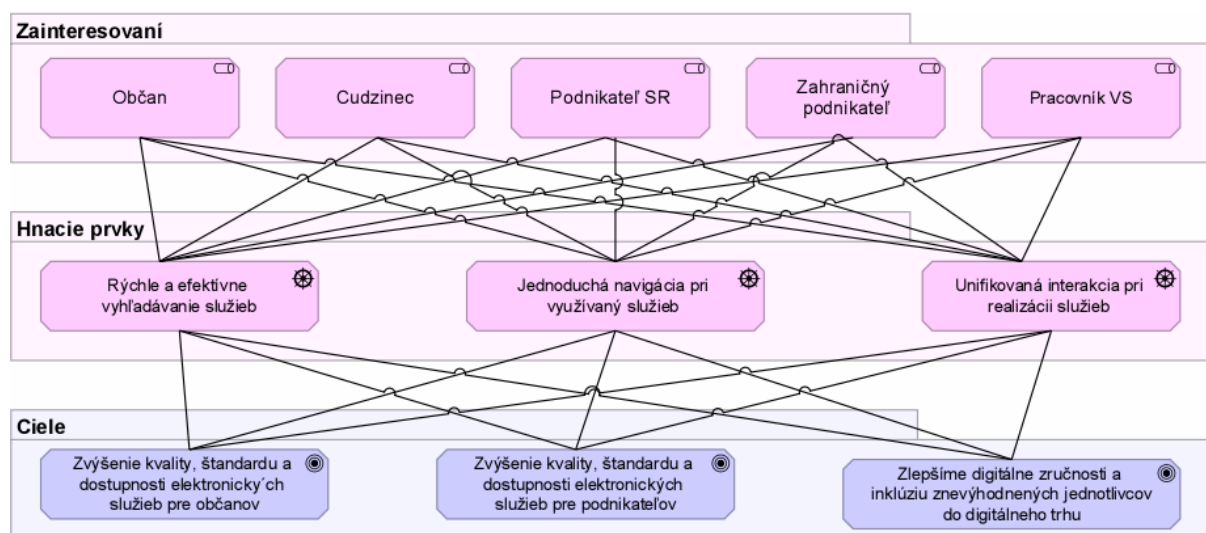 Zainteresovaní
Občan
Cudzinec
Podnikateľ SR
Zahraničný
podnikateľ
Pracovník VS
Hnacie prvky
Rýchle a efektívne
vyhľadávanie služieb
Jednoduchá navigácia pri
využívaný služieb
Unifikovaná interakcia pri
realizácii služieb
Ciele
Zvýšenie kvality, štandardu a
dostupnosti elektronicky´ch
služieb pre občanov
Zvýšenie kvality, štandardu a
dostupnosti elektronických
služieb pre podnikateľov
Zlepšíme digitálne zručnosti a
inklúziu znevýhodnených jednotlivcov
do digitálneho trhu